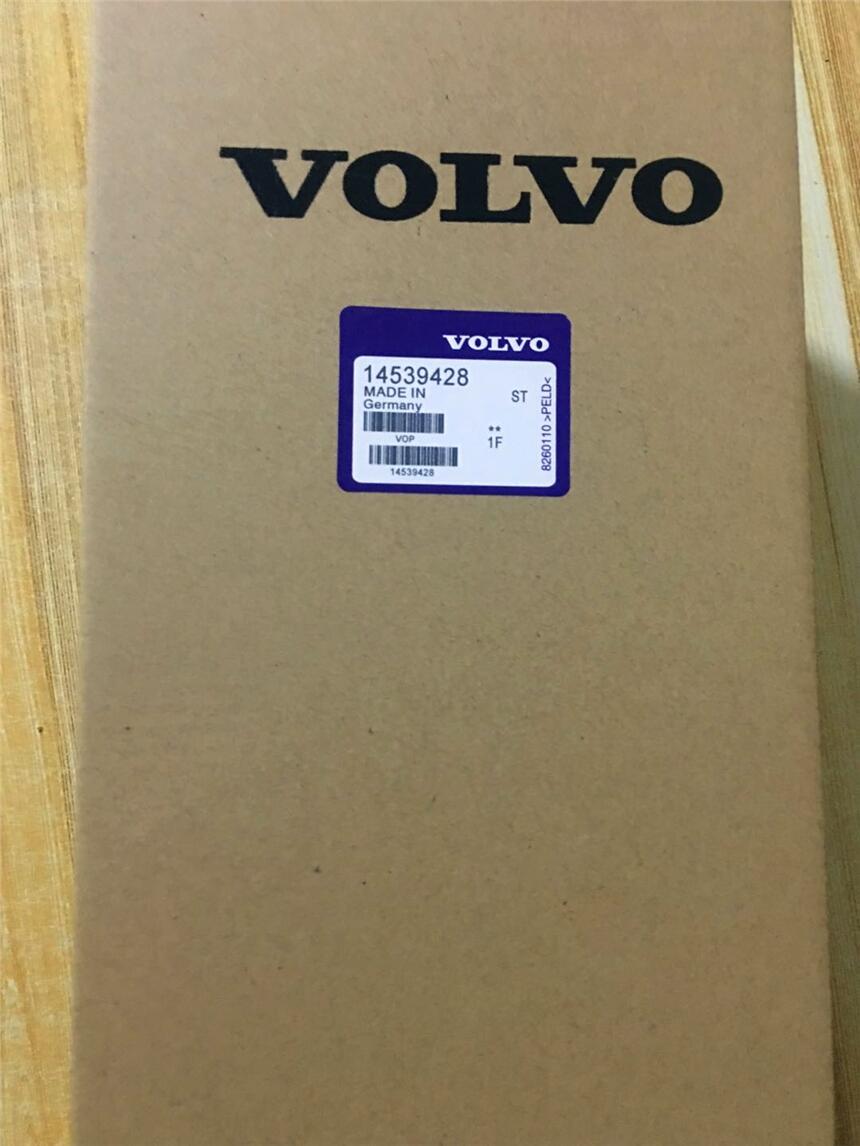 VOLVO
VOLVO
14539428
MADE IN
Germany
ST
VOP
**
1F
14539428
8260110 >PELD<